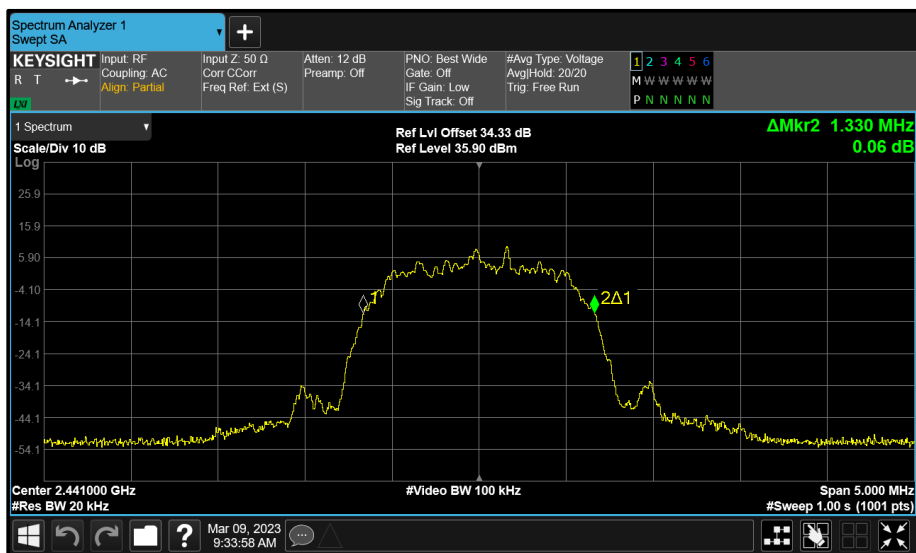 Spectrum Analyzer 1
Swept SA
+
KEYSIGHT
R T
LXI
Input: RF
Coupling: AC
Align: Partial
Input Z: 50 Ω
Corr CCorr
Freq Ref: Ext (S)
Atten: 12 dB
Preamp: Off
PNO: Best Wide
Gate: Off
IF Gain: Low
Sig Track: Off
#Avg Type: Voltage
Avg|Hold: 20/20
Trig: Free Run
1 2 3 4 5 6
M W W W W W
P N N N N N
1 Spectrum
Scale/Div 10 dB
Log
Ref Lvl Offset 34.33 dB
Ref Level 35.90 dBm
ΔMkr2 1.330 MHz
0.06 dB
25.9
15.9
5.90
-4.10
-14.1
-24.1
-34.1
-44.1
-54.1
1
2Δ1
Center 2.441000 GHz
#Res BW 20 kHz
#Video BW 100 kHz
Span 5.000 MHz
#Sweep 1.00 s (1001 pts)
?
Mar 09, 2023
9:33:58 AM